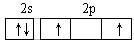 2s 2p
↑↓ ↑ ↑